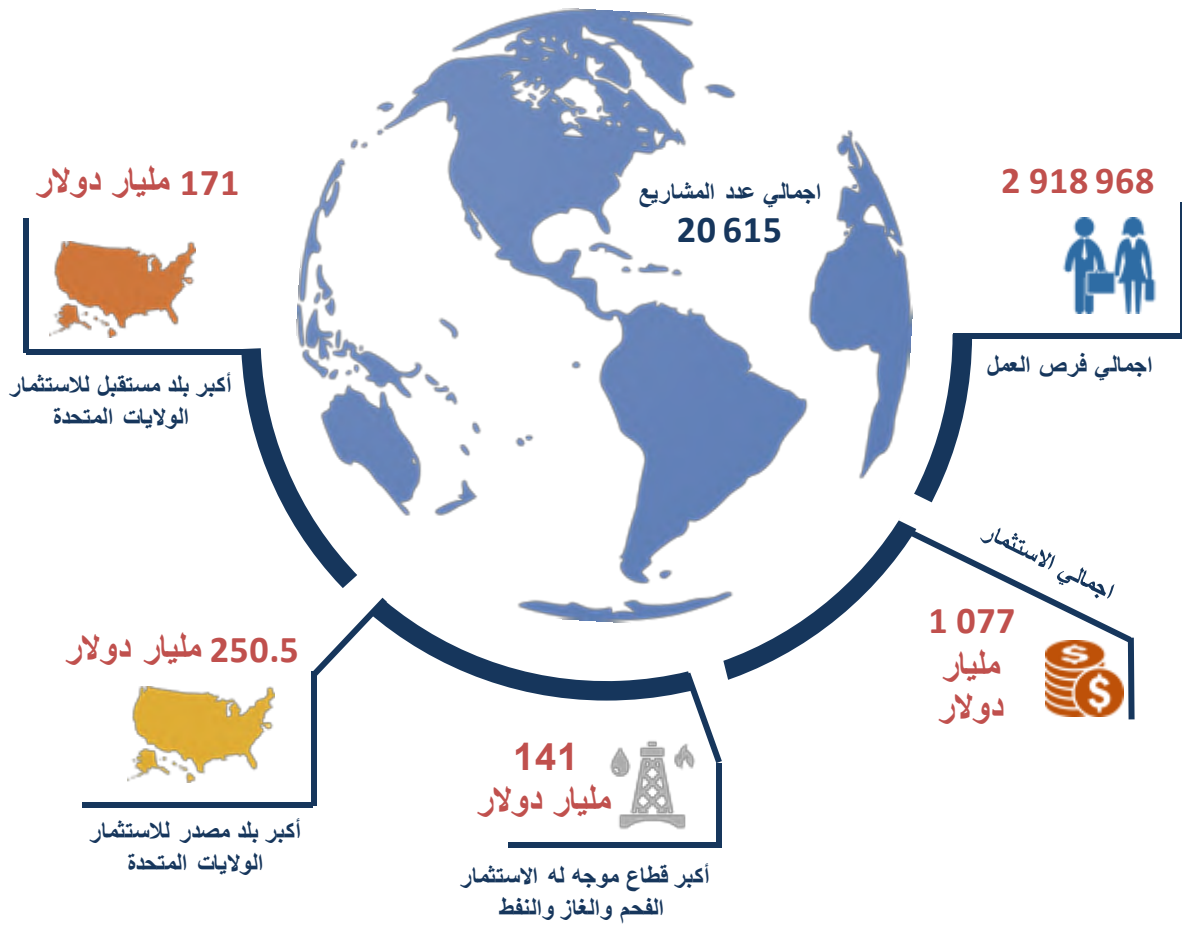 اجمالي عدد المشاريع
20 615
2 918 968
اجمالي فرص العمل
اجمالي الاستثمار
1 077
مليار
دولار
141
مليار دولار
أكبر قطاع موجه له الاستثمار
الفحم والغاز والنفط
250.5 مليار دولار
أكبر بلد مصدر للاستثمار
الولايات المتحدة
171 مليار دولار
أكبر بلد مستقبل للاستثمار
الولايات المتحدة